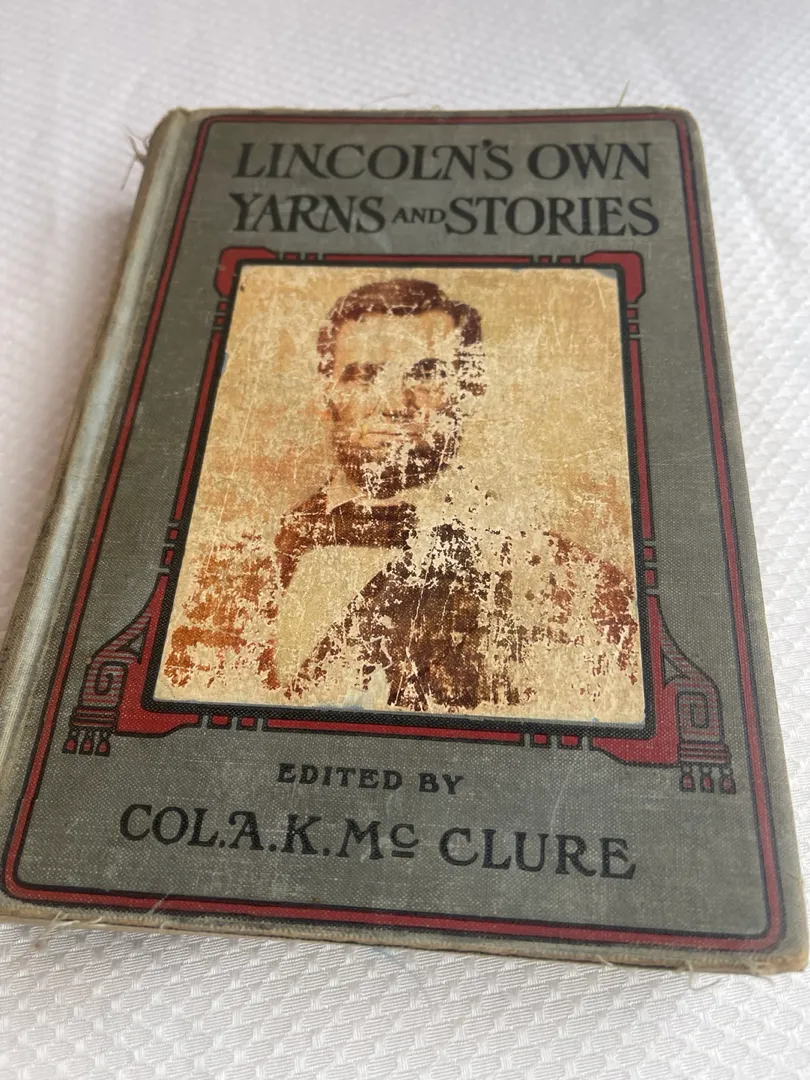 LINCOLN'S OWN
YARNS AND STORIES
EDITED BY
COL. A. K. Mc CLURE